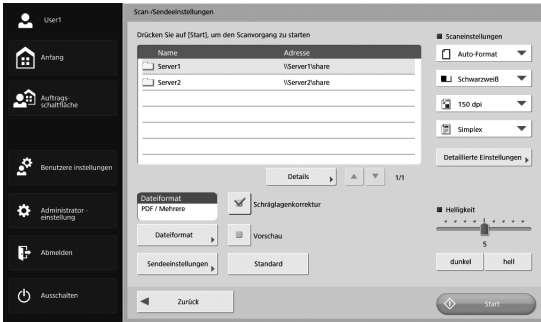 User1
Anfang
Auftrags-
schaltfläche
Benutzere instellungen
Administrator -
einstellung
Abmelden
Ausschalten
Scan-/Sendeeinstellungen
Drücken Sie auf [Start], um den Scanvorgang zu starten
Name Adresse
Server1 \\Server1\share
Server2 \\Server2\share
Details 1/1
Dateiformat
PDF / Mehrere
Schräglagenkorrektur
Dateiformat
Vorschau
Sendeeinstellungen
Standard
Zurück
Scaneinstellungen
Auto-Format
Schwarzweiß
150 dpi
Simplex
Detaillierte Einstellungen
Helligkeit
5
dunkel hell
Start